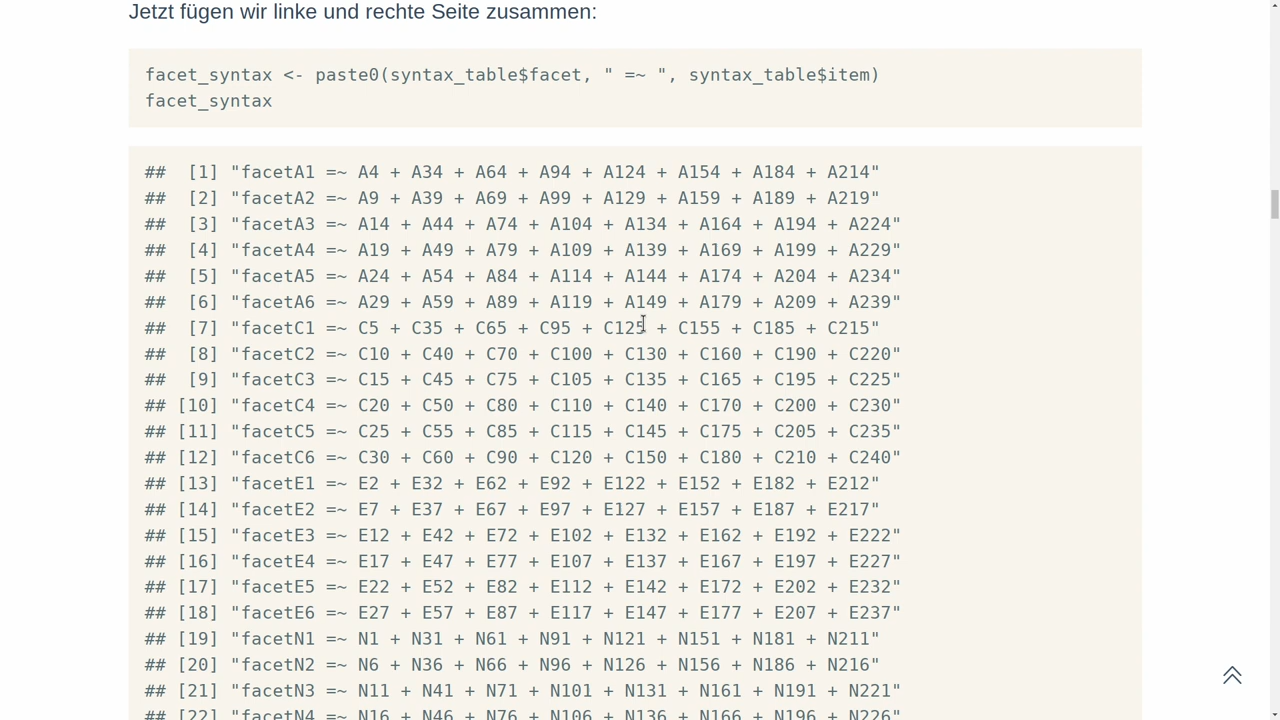 Jetzt fügen wir linke und rechte Seite zusammen:
facet_syntax <- paste0(syntax_table$facet, " =~ ", syntax_table$item)
facet_syntax
##  [1] "facetA1 =~ A4 + A34 + A64 + A94 + A124 + A154 + A184 + A214"
##  [2] "facetA2 =~ A9 + A39 + A69 + A99 + A129 + A159 + A189 + A219"
##  [3] "facetA3 =~ A14 + A44 + A74 + A104 + A134 + A164 + A194 + A224"
##  [4] "facetA4 =~ A19 + A49 + A79 + A109 + A139 + A169 + A199 + A229"
##  [5] "facetA5 =~ A24 + A54 + A84 + A114 + A144 + A174 + A204 + A234"
##  [6] "facetA6 =~ A29 + A59 + A89 + A119 + A149 + A179 + A209 + A239"
##  [7] "facetC1 =~ C5 + C35 + C65 + C95 + C125 + C155 + C185 + C215"
##  [8] "facetC2 =~ C10 + C40 + C70 + C100 + C130 + C160 + C190 + C220"
##  [9] "facetC3 =~ C15 + C45 + C75 + C105 + C135 + C165 + C195 + C225"
## [10] "facetC4 =~ C20 + C50 + C80 + C110 + C140 + C170 + C200 + C230"
## [11] "facetC5 =~ C25 + C55 + C85 + C115 + C145 + C175 + C205 + C235"
## [12] "facetC6 =~ C30 + C60 + C90 + C120 + C150 + C180 + C210 + C240"
## [13] "facetE1 =~ E2 + E32 + E62 + E92 + E122 + E152 + E182 + E212"
## [14] "facetE2 =~ E7 + E37 + E67 + E97 + E127 + E157 + E187 + E217"
## [15] "facetE3 =~ E12 + E42 + E72 + E102 + E132 + E162 + E192 + E222"
## [16] "facetE4 =~ E17 + E47 + E77 + E107 + E137 + E167 + E197 + E227"
## [17] "facetE5 =~ E22 + E52 + E82 + E112 + E142 + E172 + E202 + E232"
## [18] "facetE6 =~ E27 + E57 + E87 + E117 + E147 + E177 + E207 + E237"
## [19] "facetN1 =~ N1 + N31 + N61 + N91 + N121 + N151 + N181 + N211"
## [20] "facetN2 =~ N6 + N36 + N66 + N96 + N126 + N156 + N186 + N216"
## [21] "facetN3 =~ N11 + N41 + N71 + N101 + N131 + N161 + N191 + N221"
## [22] "facetN4 =~ N16 + N46 + N76 + N106 + N136 + N166 + N196 + N226"